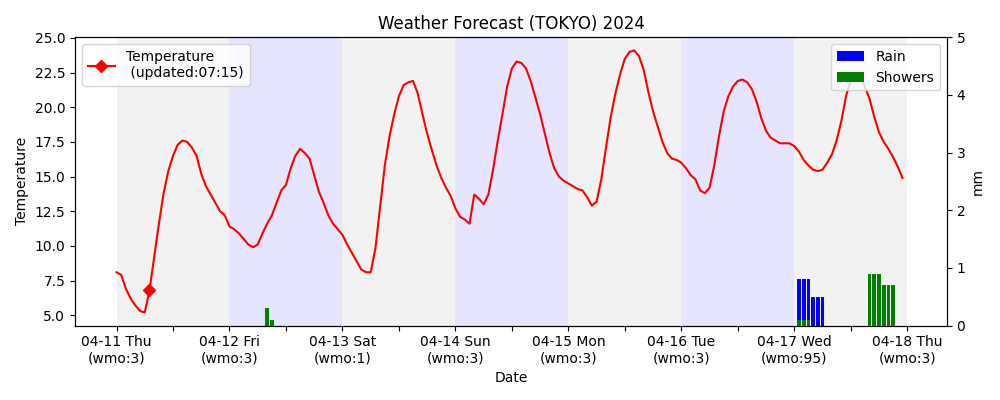 Weather Forecast (TOKYO) 2024
Temperature
(updated:07:15)
Rain
Showers
Temperature
25.0
22.5
20.0
17.5
15.0
12.5
10.0
7.5
5.0
5
4
3
2
1
0
mm
04-11 Thu
(wmo:3)
04-12 Fri
(wmo:3)
04-13 Sat
(wmo:1)
04-14 Sun
(wmo:3)
04-15 Mon
(wmo:3)
04-16 Tue
(wmo:3)
04-17 Wed
(wmo:95)
04-18 Thu
(wmo:3)
Date